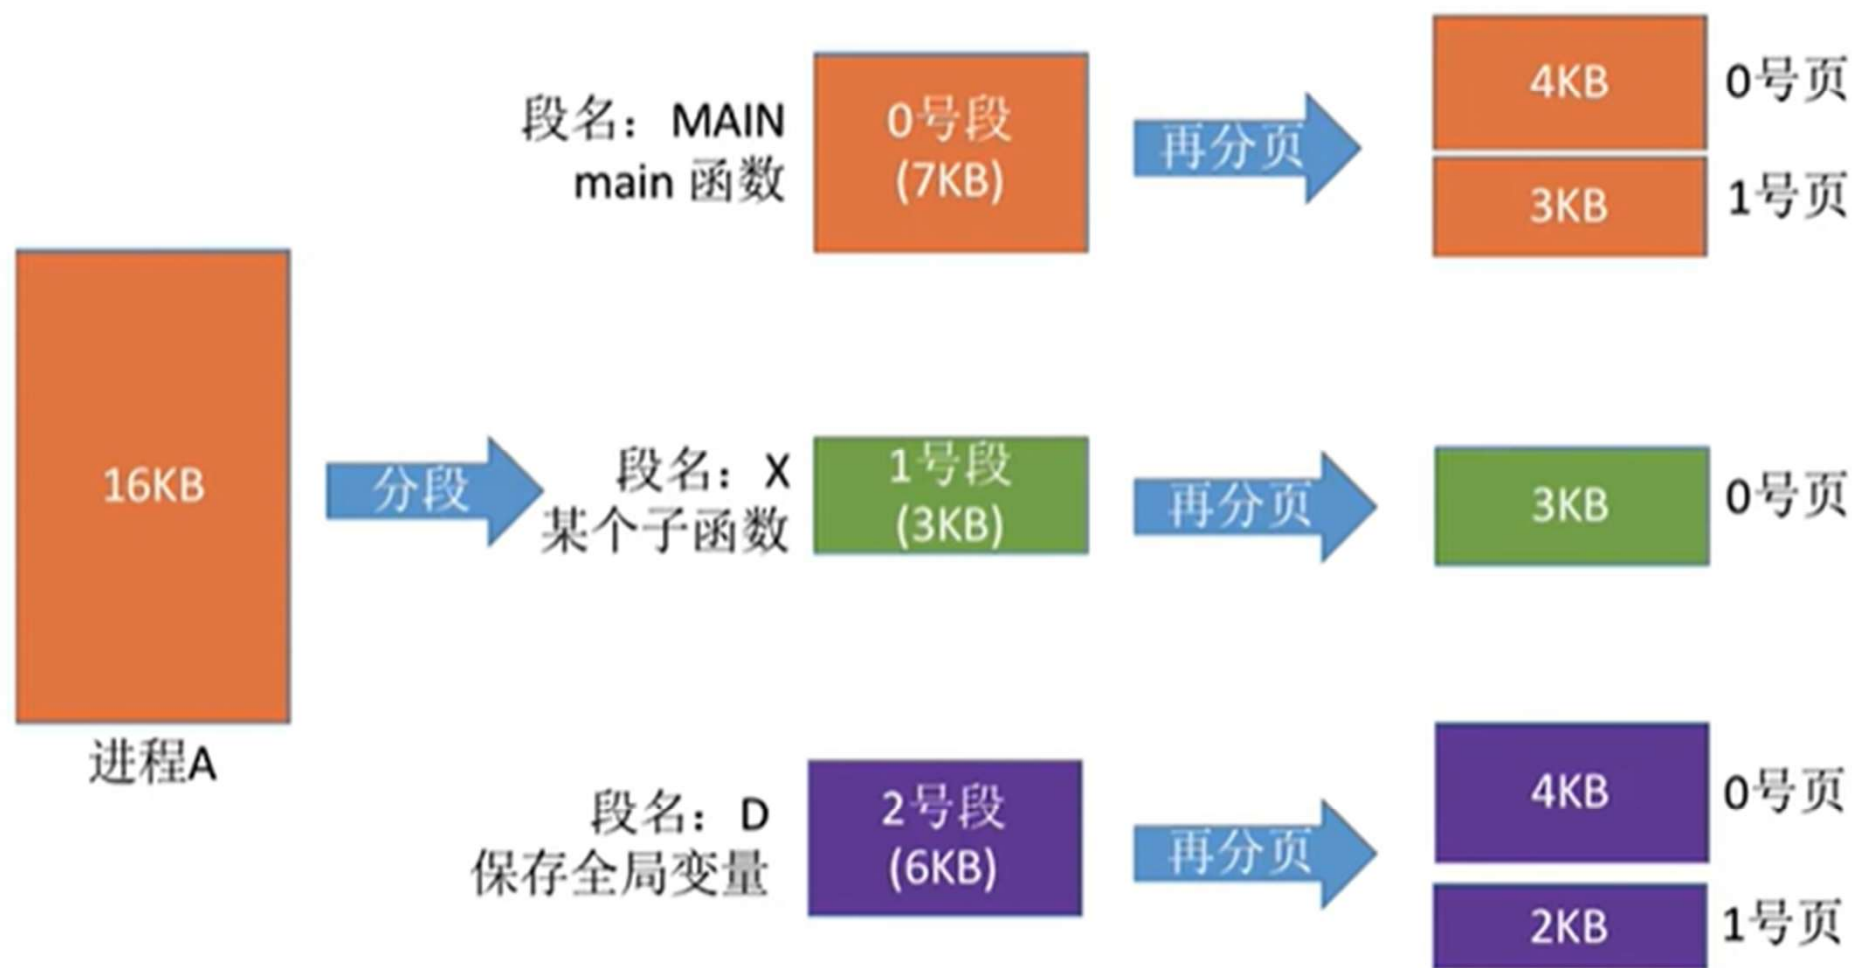 16KB
进程A
分段
段名：MAIN
main 函数
0号段
(7KB)
再分页
4KB
0号页
3KB
1号页
段名：X
某个子函数
1号段
(3KB)
再分页
3KB
0号页
段名：D
保存全局变量
2号段
(6KB)
再分页
4KB
0号页
2KB
1号页